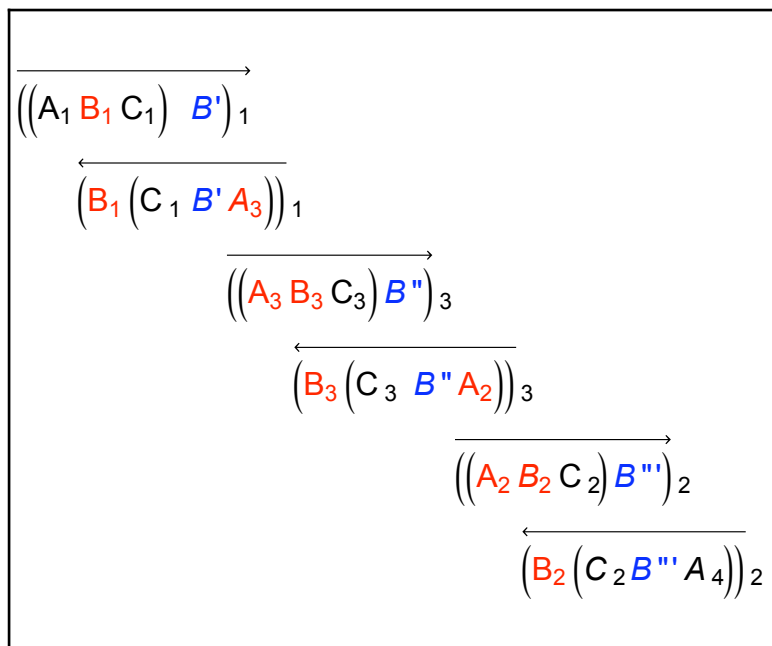 ((A₁ B₁ C₁) B')₁
(B₁ (C₁ B' A₃))₁
((A₃ B₃ C₃) B'')₃
(B₃ (C₃ B'' A₂))₃
((A₂ B₂ C₂) B''')₂
(B₂ (C₂ B''' A₄))₂